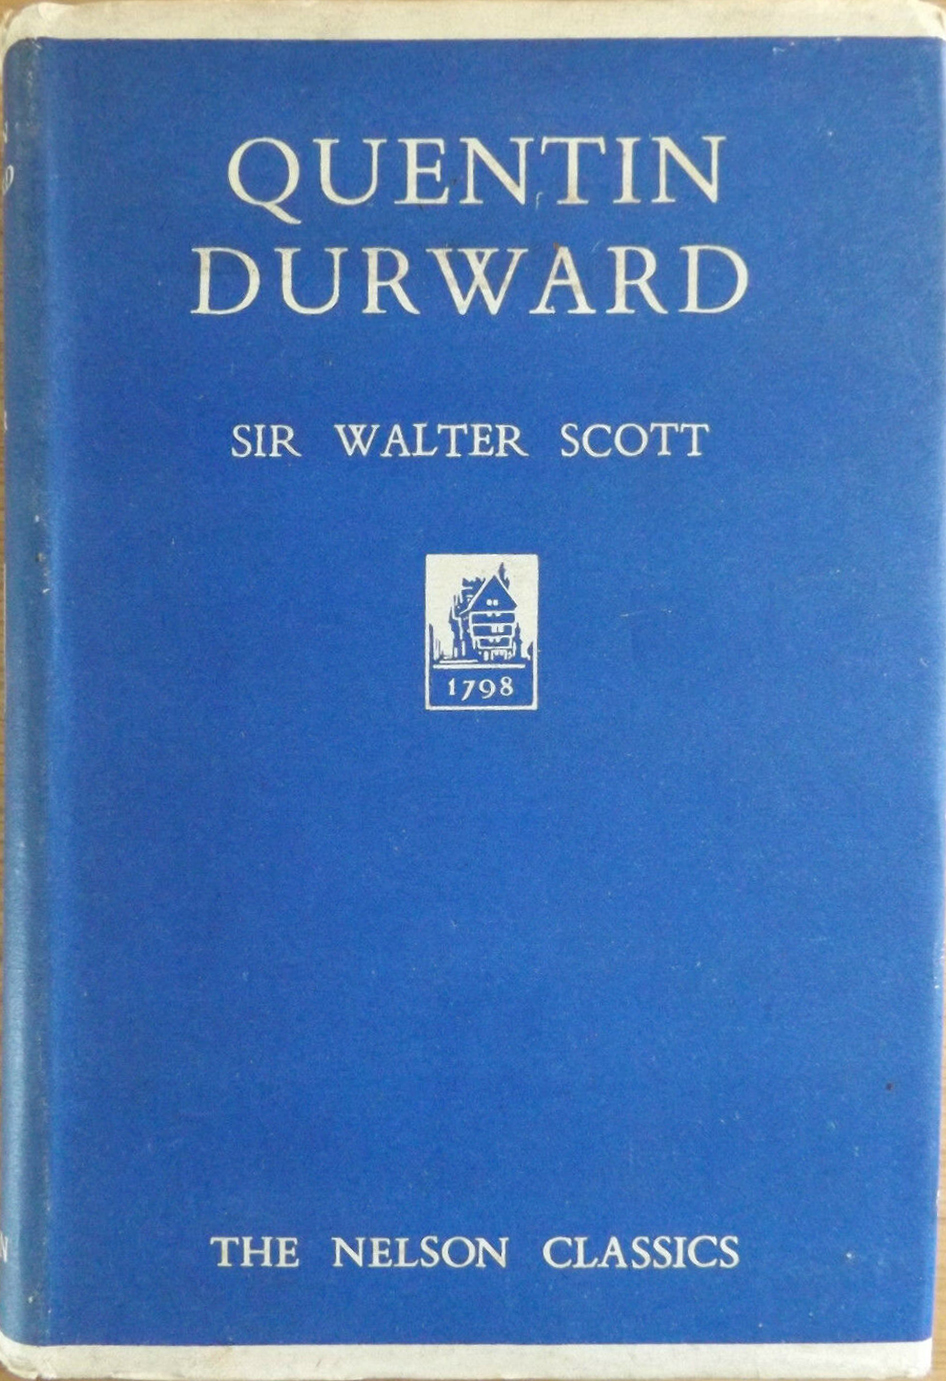 QUENTIN
DURWARD
SIR WALTER SCOTT
1798
THE NELSON CLASSICS